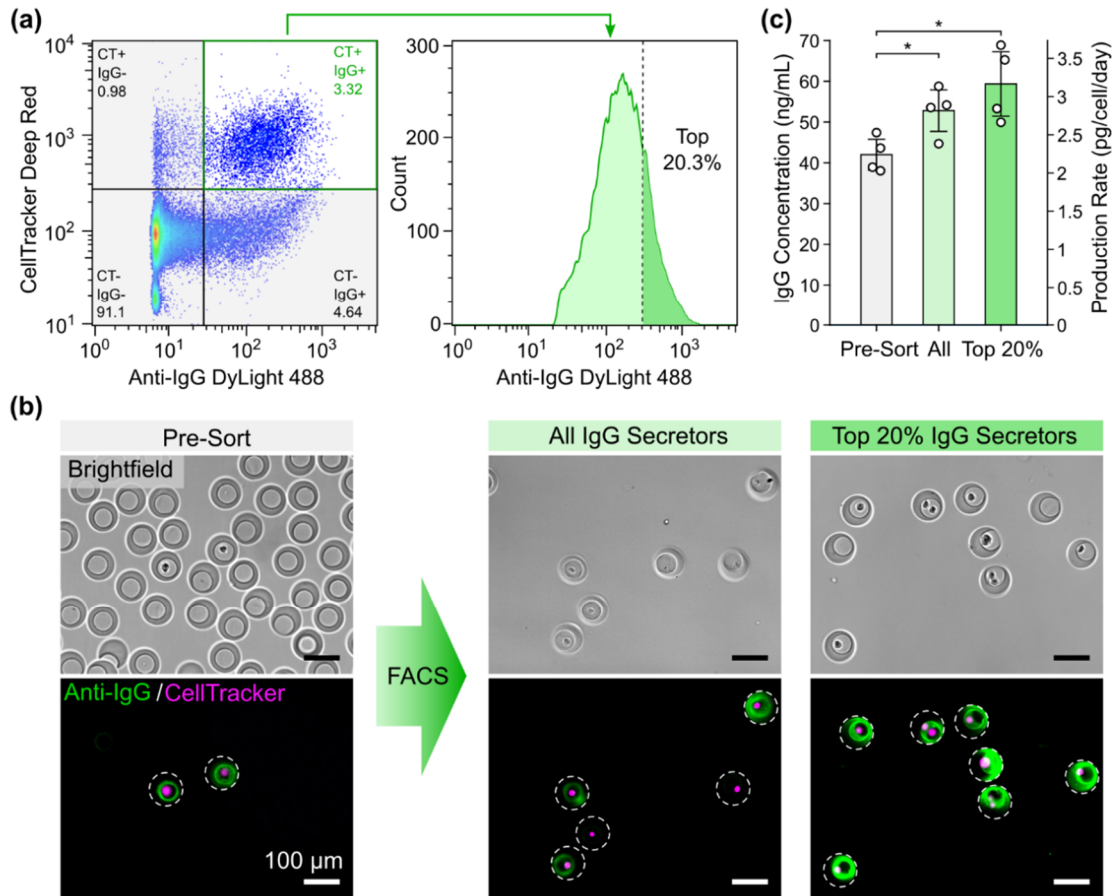 (a)
10⁴
10³
10²
10¹
CellTracker Deep Red
CT+
IgG-
0.98
CT+
IgG+
3.32
CT-
IgG-
91.1
CT-
IgG+
4.64
10⁰
10¹
10²
10³
Anti-IgG DyLight 488
300
200
100
0
Count
Top
20.3%
10⁰
10¹
10²
10³
Anti-IgG DyLight 488
(c)
*
*
70
60
50
40
30
20
10
0
IgG Concentration (ng/mL)
3.5
3
2.5
2
1.5
1
0.5
0
Production Rate (pg/cell/day)
Pre-Sort All Top 20%
(b)
Pre-Sort
Brightfield
Anti-IgG/CellTracker
100 µm
FACS
All IgG Secretors
Top 20% IgG Secretors